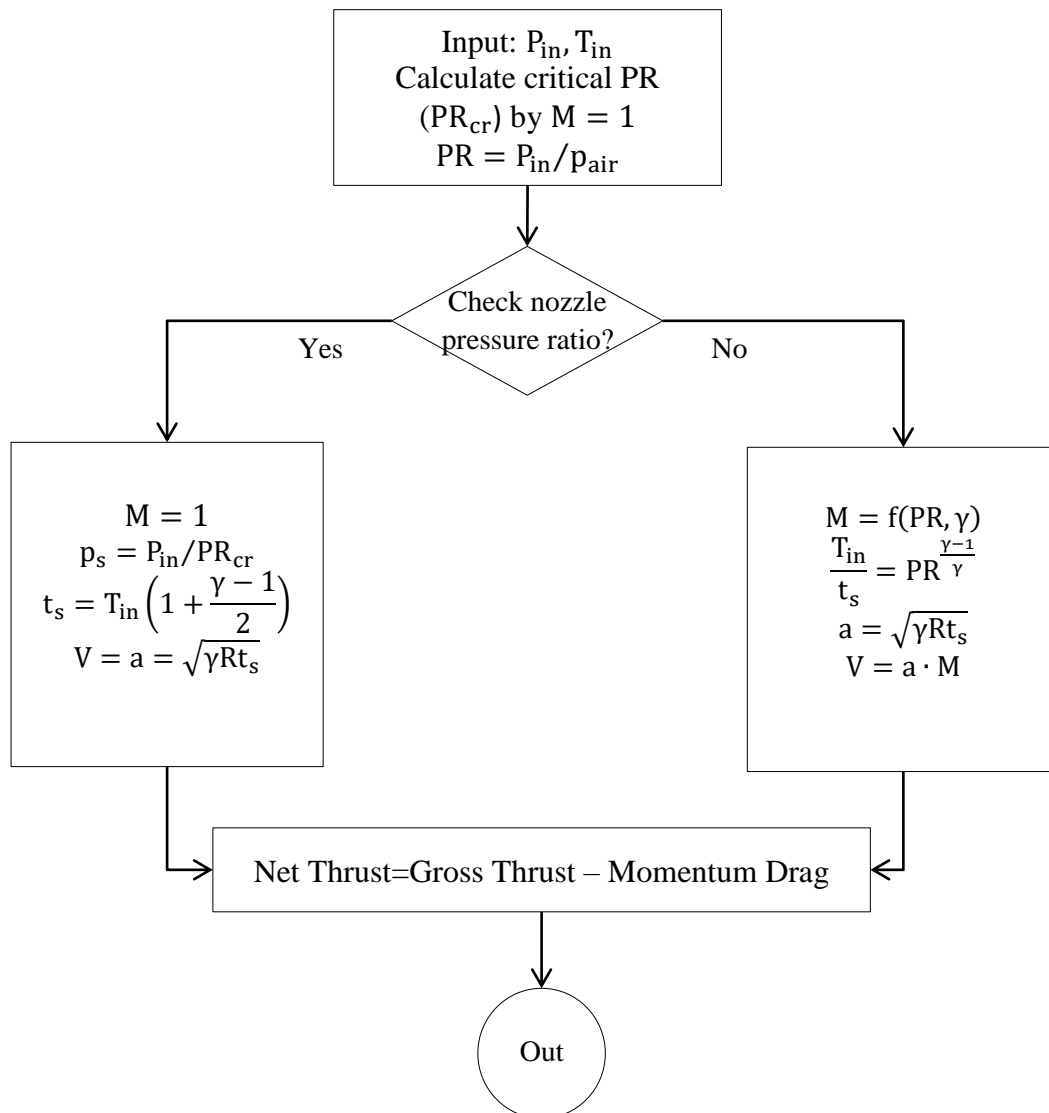 Input: P_in, T_in
Calculate critical PR
(PR_cr) by M = 1
PR = P_in/p_air
Check nozzle
pressure ratio?
Yes
No
M = 1
p_s = P_in/PR_cr
t_s = T_in (1 + (γ − 1)/2)
V = a = √(γRt_s)
M = f(PR, γ)
T_in/t_s = PR^((γ−1)/γ)
a = √(γRt_s)
V = a · M
Net Thrust=Gross Thrust – Momentum Drag
Out